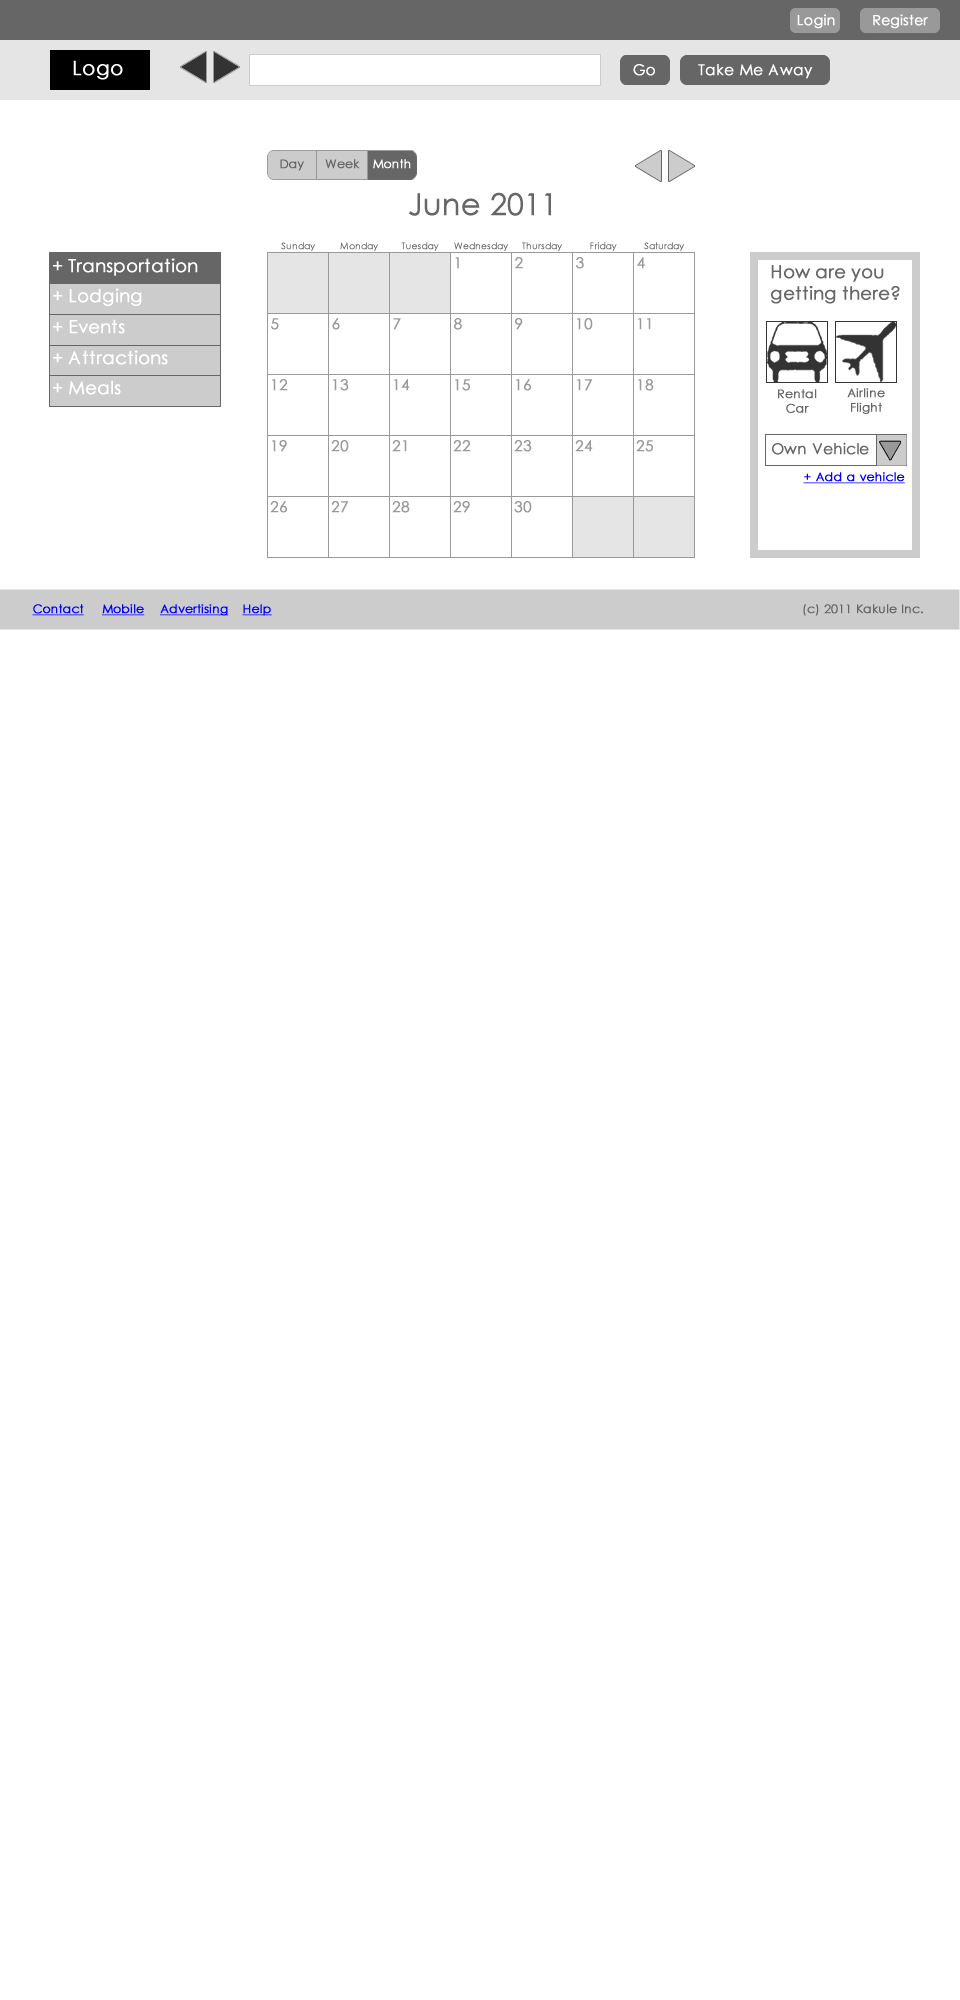 Login Register
Logo Go Take Me Away
Day Week Month
June 2011
Sunday Monday Tuesday Wednesday Thursday Friday Saturday
+ Transportation
+ Lodging
+ Events
+ Attractions
+ Meals
1 2 3 4
5 6 7 8 9 10 11
12 13 14 15 16 17 18
19 20 21 22 23 24 25
26 27 28 29 30
How are you
getting there?
Rental
Car
Airline
Flight
Own Vehicle
+ Add a vehicle
Contact Mobile Advertising Help
(c) 2011 Kakule Inc.